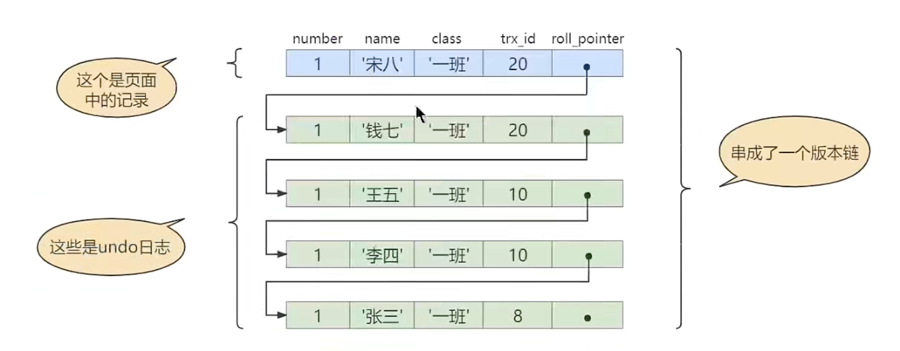 number name class trx_id roll_pointer
1 '宋八' '一班' 20
这个是页面
中的记录
1 '钱七' '一班' 20
串成了一个版本链
1 '王五' '一班' 10
这些是undo日志
1 '李四' '一班' 10
1 '张三' '一班' 8